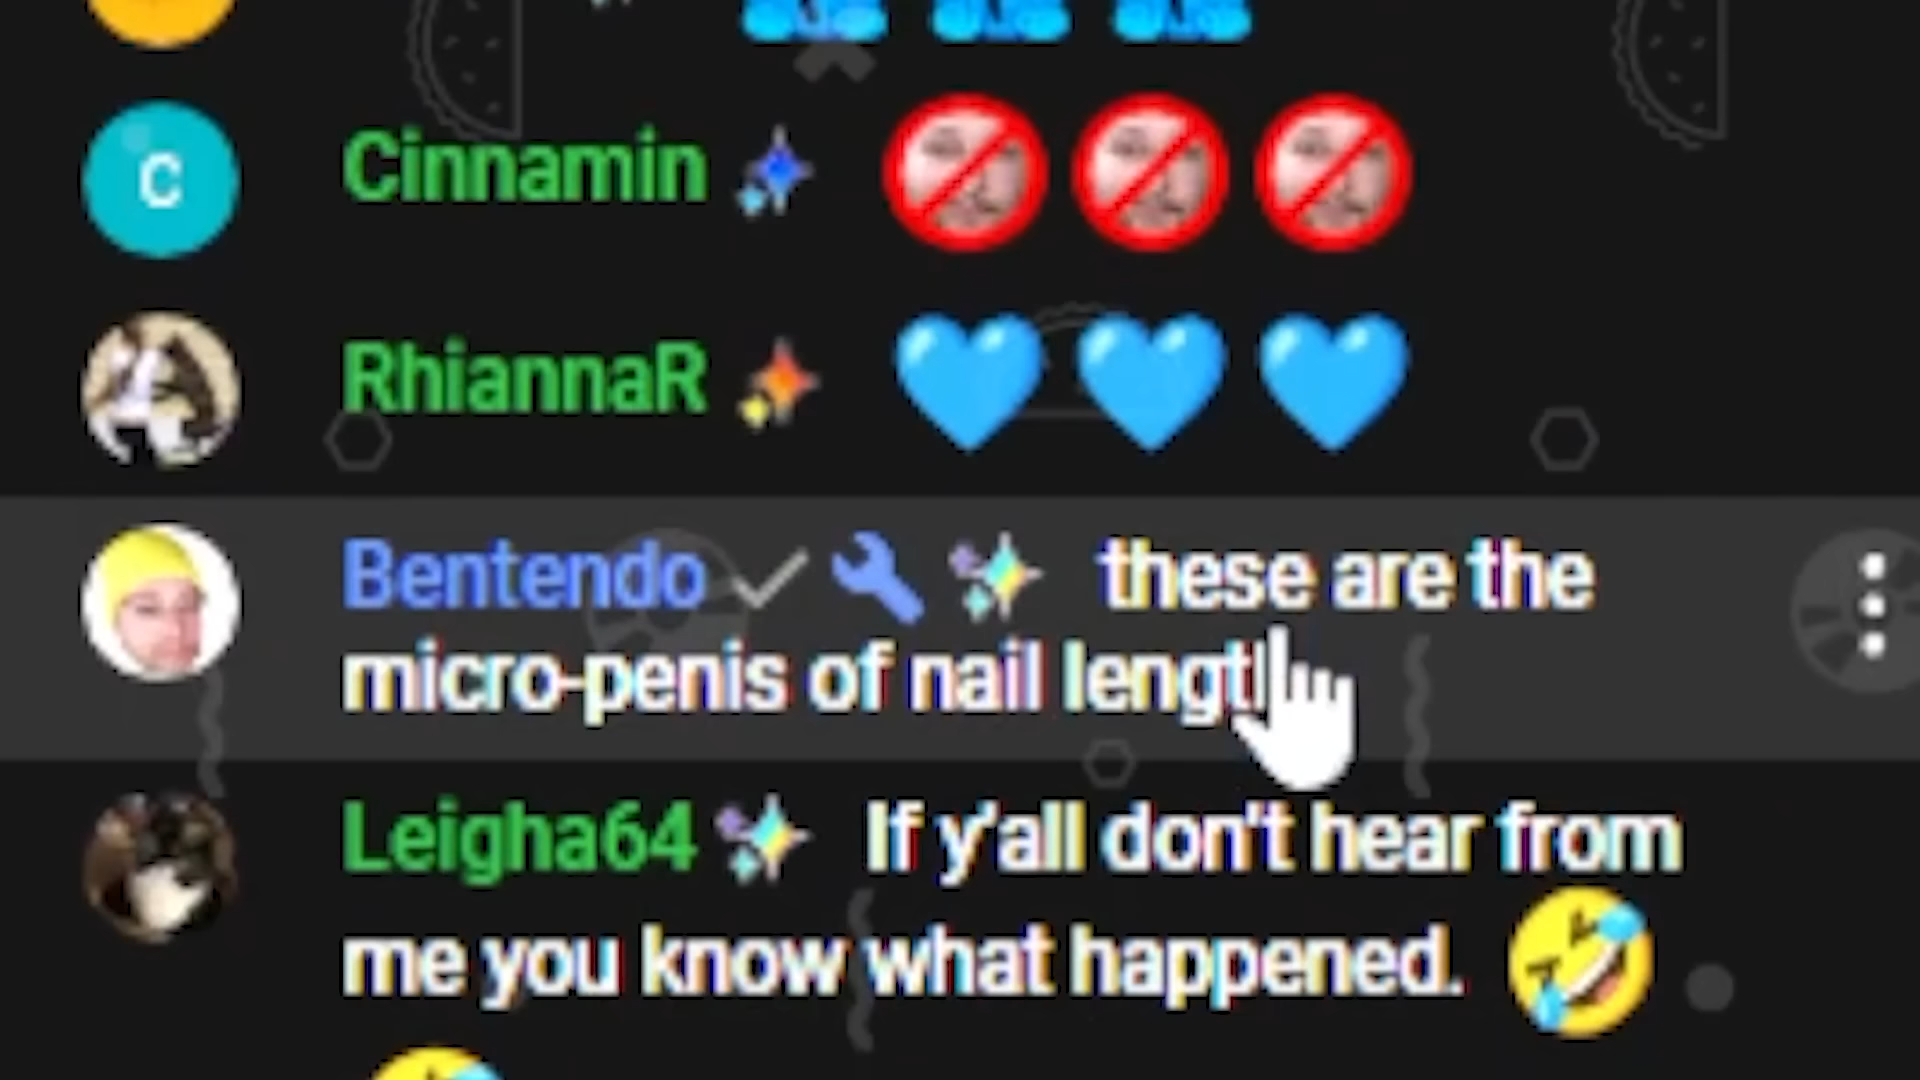 C
Cinnamin
RhiannaR
Bentendo these are the
micro-penis of nail
Leigha64 If y'all don't hear from
me you know what happened.